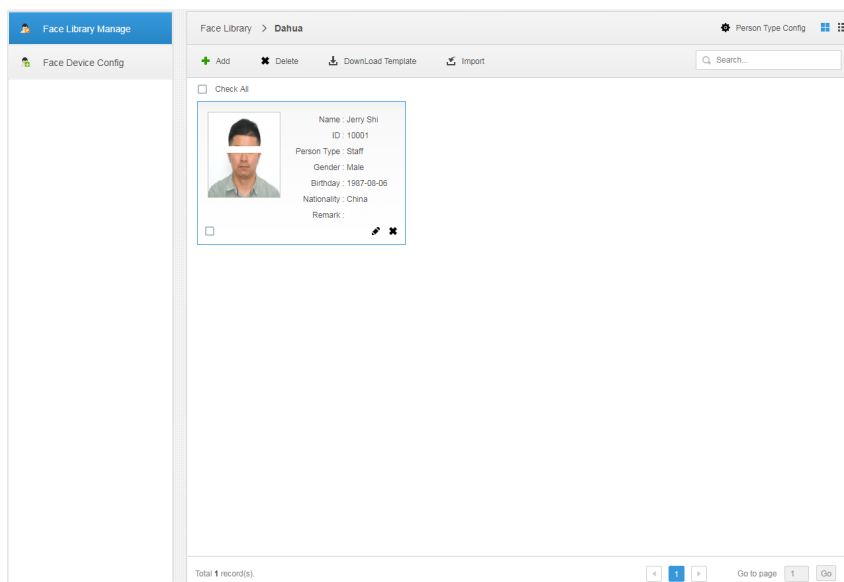 Face Library Manage
Face Device Config
Face Library > Dahua
Person Type Config
Add Delete DownLoad Template Import
Search...
Check All
Name : Jerry Shi
ID : 10001
Person Type : Staff
Gender : Male
Birthday : 1987-08-06
Nationality : China
Remark :
Total 1 record(s).
1
Go to page 1 Go